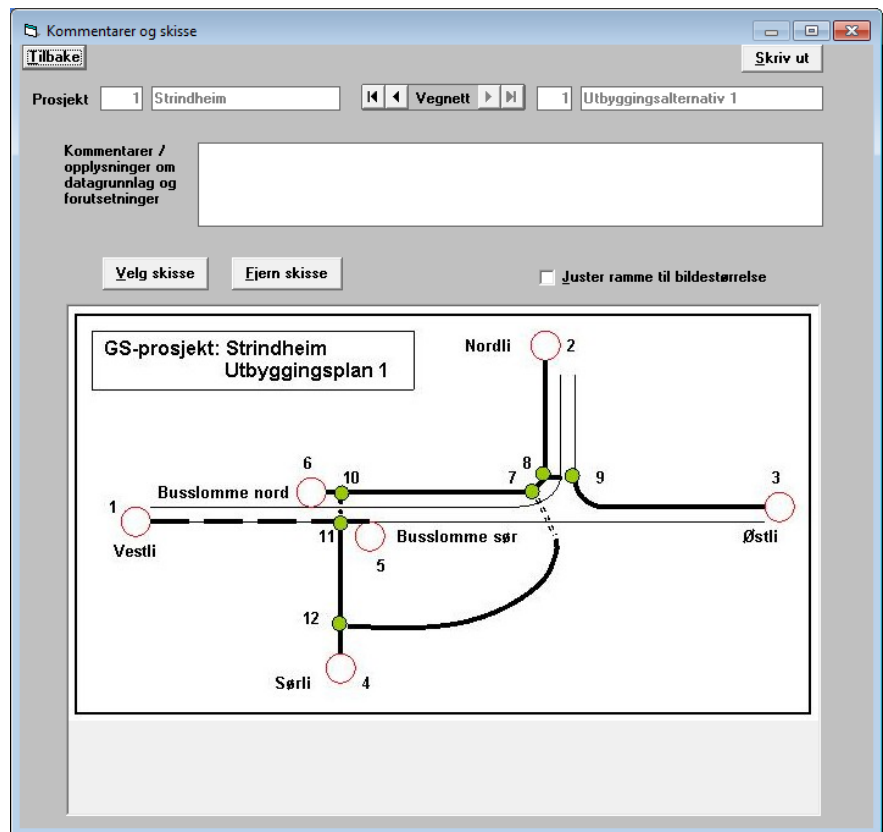 Kommentarer og skisse
Tilbake
Skriv ut
Prosjekt 1 Strindheim Vegnett 1 Utbyggingsalternativ 1
Kommentarer /
opplysninger om
datagrunnlag og
forutsetninger
Velg skisse Fjern skisse Juster ramme til bildestørrelse
GS-prosjekt: Strindheim
Utbyggingsplan 1
Nordli 2
6 10 7 8 9 3
Busslomme nord
1
Vestli 11 Busslomme sør Østli
5
12
Sørli 4